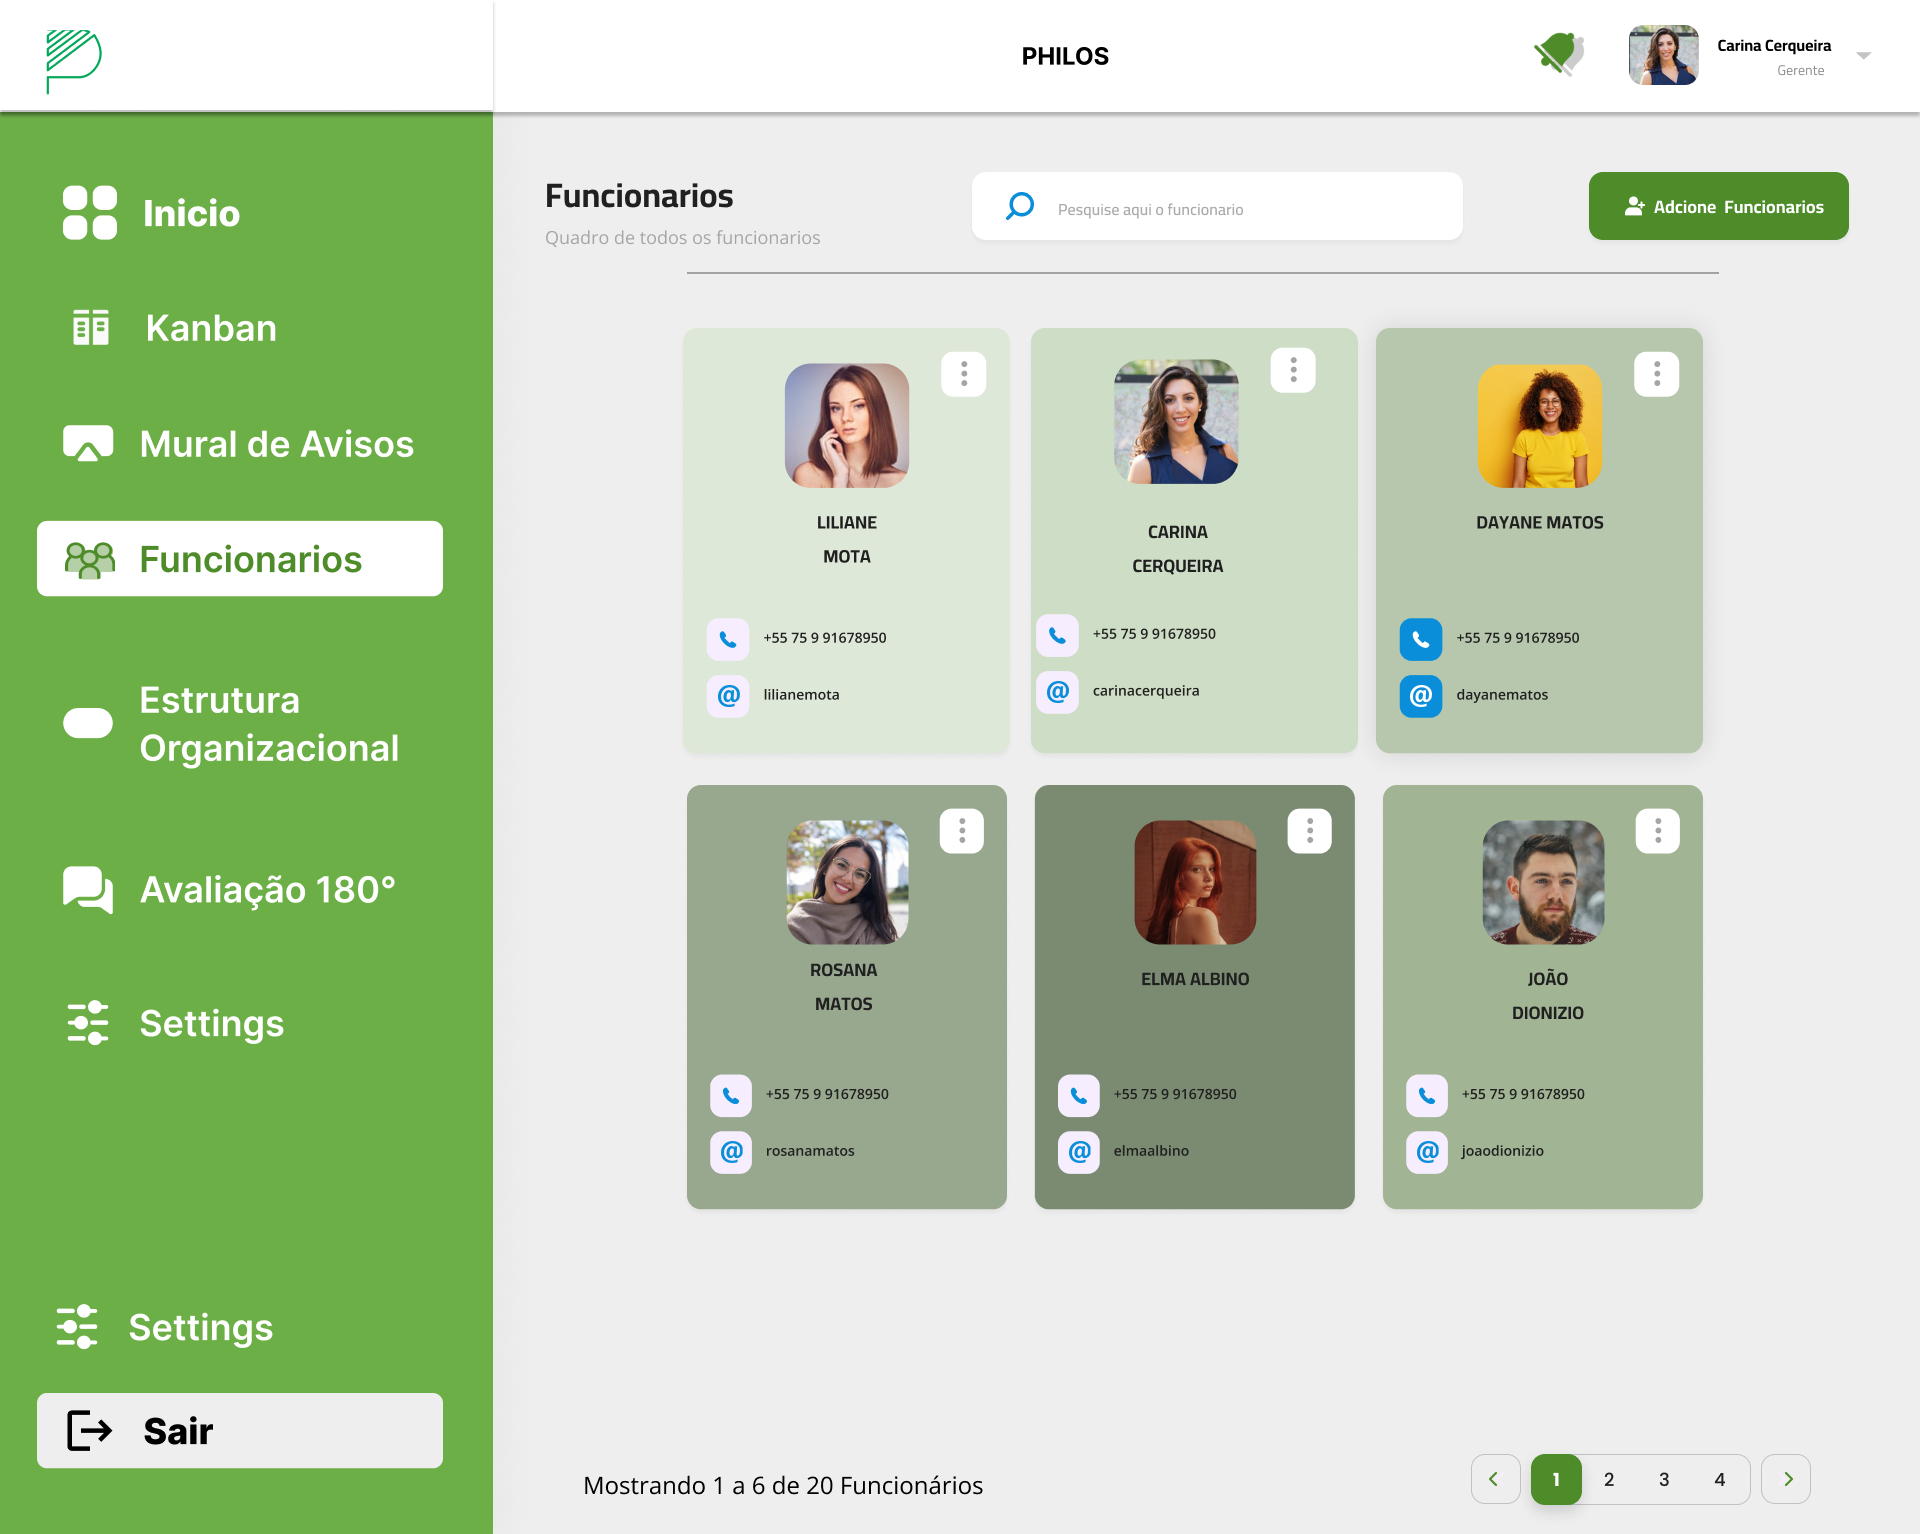 PHILOS
Carina Cerqueira
Gerente
Inicio
Kanban
Mural de Avisos
Funcionarios
Estrutura
Organizacional
Avaliação 180°
Settings
Settings
Sair
Funcionarios
Quadro de todos os funcionarios
Pesquise aqui o funcionario
Adcione Funcionarios
LILIANE
MOTA
+55 75 9 91678950
@ lilianemota
CARINA
CERQUEIRA
+55 75 9 91678950
@ carinacerqueira
DAYANE MATOS
+55 75 9 91678950
@ dayanematos
ROSANA
MATOS
+55 75 9 91678950
@ rosanamatos
ELMA ALBINO
+55 75 9 91678950
@ elmaalbino
JOÃO
DIONIZIO
+55 75 9 91678950
@ joaodionizio
Mostrando 1 a 6 de 20 Funcionários
1 2 3 4